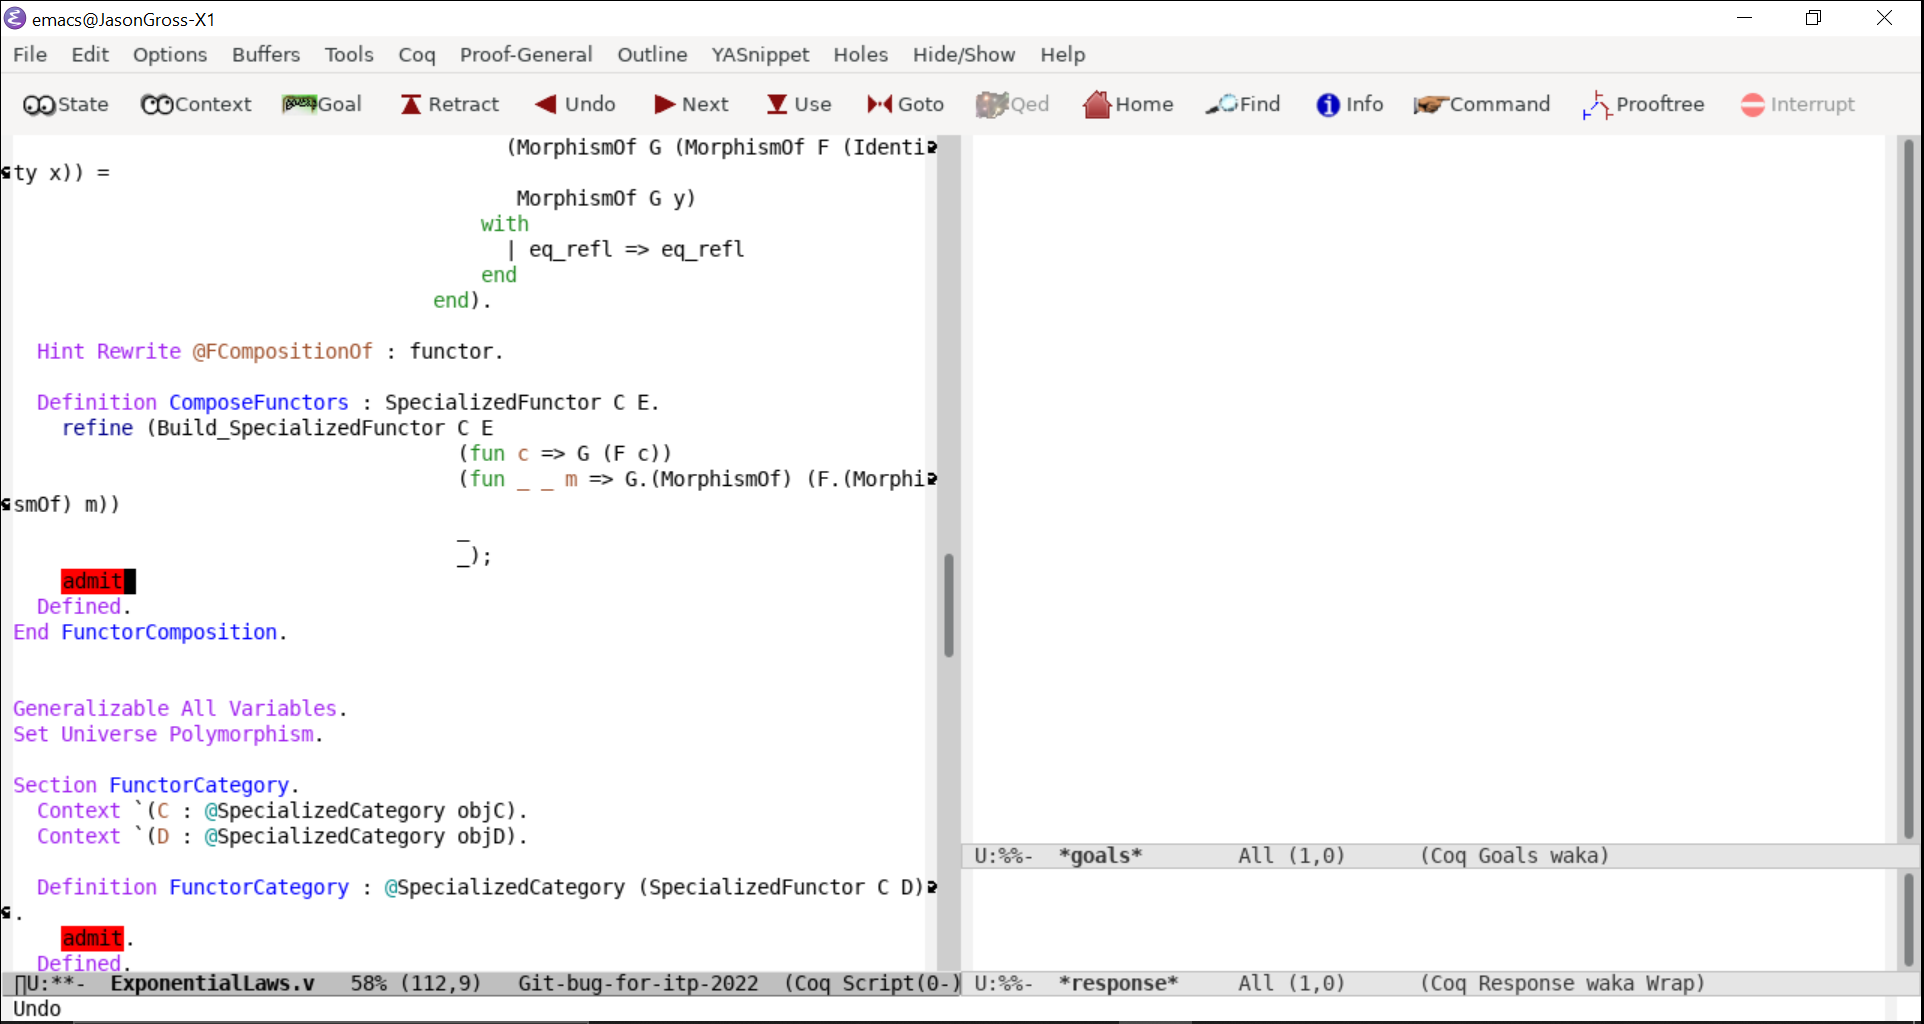 emacs@JasonGross-X1
File Edit Options Buffers Tools Coq Proof-General Outline YASnippet Holes Hide/Show Help
State Context Goal Retract Undo Next Use Goto Qed Home Find Info Command Prooftree Interrupt
(MorphismOf G (MorphismOf F (Identi
ty x)) =
MorphismOf G y)
with
| eq_refl => eq_refl
end
end).
Hint Rewrite @FCompositionOf : functor.
Definition ComposeFunctors : SpecializedFunctor C E.
refine (Build_SpecializedFunctor C E
(fun c => G (F c))
(fun _ _ m => G.(MorphismOf) (F.(Morphi
smOf) m))
_
_);
admit
Defined.
End FunctorComposition.
Generalizable All Variables.
Set Universe Polymorphism.
Section FunctorCategory.
Context `(C : @SpecializedCategory objC).
Context `(D : @SpecializedCategory objD).
Definition FunctorCategory : @SpecializedCategory (SpecializedFunctor C D)
.
admit.
Defined.
U:**- ExponentialLaws.v 58% (112,9) Git-bug-for-itp-2022 (Coq Script(0-)
Undo
U:%%- *goals* All (1,0) (Coq Goals waka)
U:%%- *response* All (1,0) (Coq Response waka Wrap)